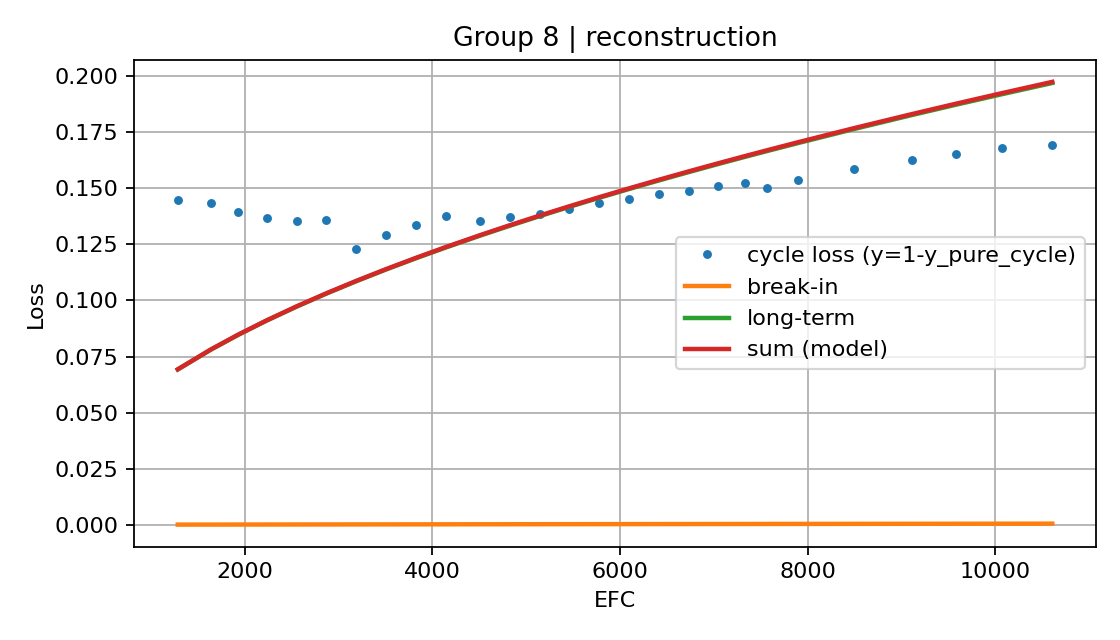 Group 8 | reconstruction
Loss
0.200
0.175
0.150
0.125
0.100
0.075
0.050
0.025
0.000
cycle loss (y=1-y_pure_cycle)
break-in
long-term
sum (model)
2000 4000 6000 8000 10000
EFC